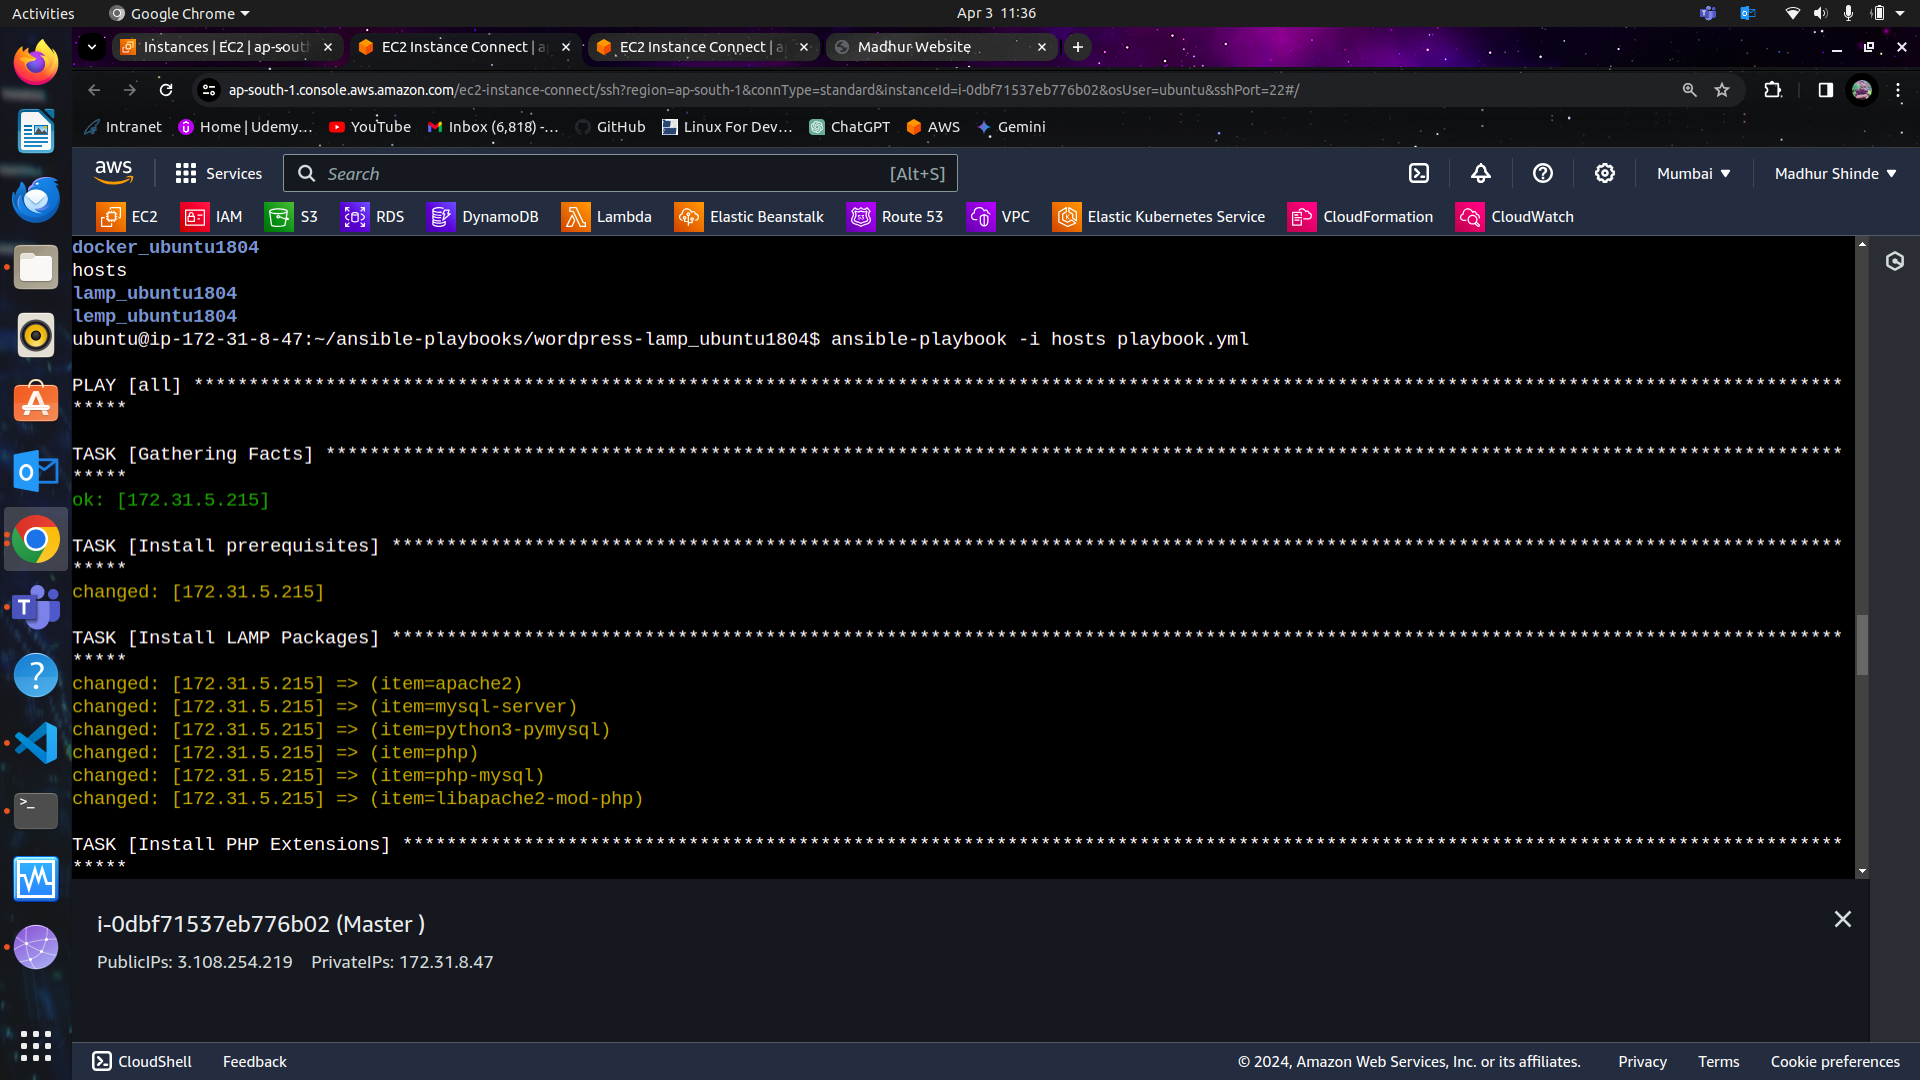 Activities
Google Chrome
Apr 3 11:36
Instances | EC2 | ap-sout
EC2 Instance Connect | a
EC2 Instance Connect | a
Madhur Website
ap-south-1.console.aws.amazon.com/ec2-instance-connect/ssh?region=ap-south-1&connType=standard&instanceId=i-0dbf71537eb776b02&osUser=ubuntu&sshPort=22#/
Intranet
Home | Udemy...
YouTube
Inbox (6,818) -...
GitHub
Linux For Dev...
ChatGPT
AWS
Gemini
aws
Services
Search
[Alt+S]
Mumbai
Madhur Shinde
EC2
IAM
S3
RDS
DynamoDB
Lambda
Elastic Beanstalk
Route 53
VPC
Elastic Kubernetes Service
CloudFormation
CloudWatch
docker_ubuntu1804
hosts
lamp_ubuntu1804
lemp_ubuntu1804
ubuntu@ip-172-31-8-47:~/ansible-playbooks/wordpress-lamp_ubuntu1804$ ansible-playbook -i hosts playbook.yml
PLAY [all] ******************************************************************************************************************************************************
*****
TASK [Gathering Facts] ******************************************************************************************************************************************
*****
ok: [172.31.5.215]
TASK [Install prerequisites] ************************************************************************************************************************************
*****
changed: [172.31.5.215]
TASK [Install LAMP Packages] ************************************************************************************************************************************
*****
changed: [172.31.5.215] => (item=apache2)
changed: [172.31.5.215] => (item=mysql-server)
changed: [172.31.5.215] => (item=python3-pymysql)
changed: [172.31.5.215] => (item=php)
changed: [172.31.5.215] => (item=php-mysql)
changed: [172.31.5.215] => (item=libapache2-mod-php)
TASK [Install PHP Extensions] ***********************************************************************************************************************************
*****
i-0dbf71537eb776b02 (Master )
PublicIPs: 3.108.254.219 PrivateIPs: 172.31.8.47
CloudShell
Feedback
© 2024, Amazon Web Services, Inc. or its affiliates.
Privacy
Terms
Cookie preferences